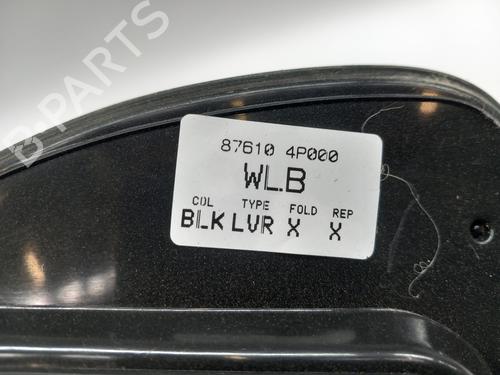 87610 4P000
WLB
COL TYPE FOLD REP
BLK LVR X X
B-PARTS